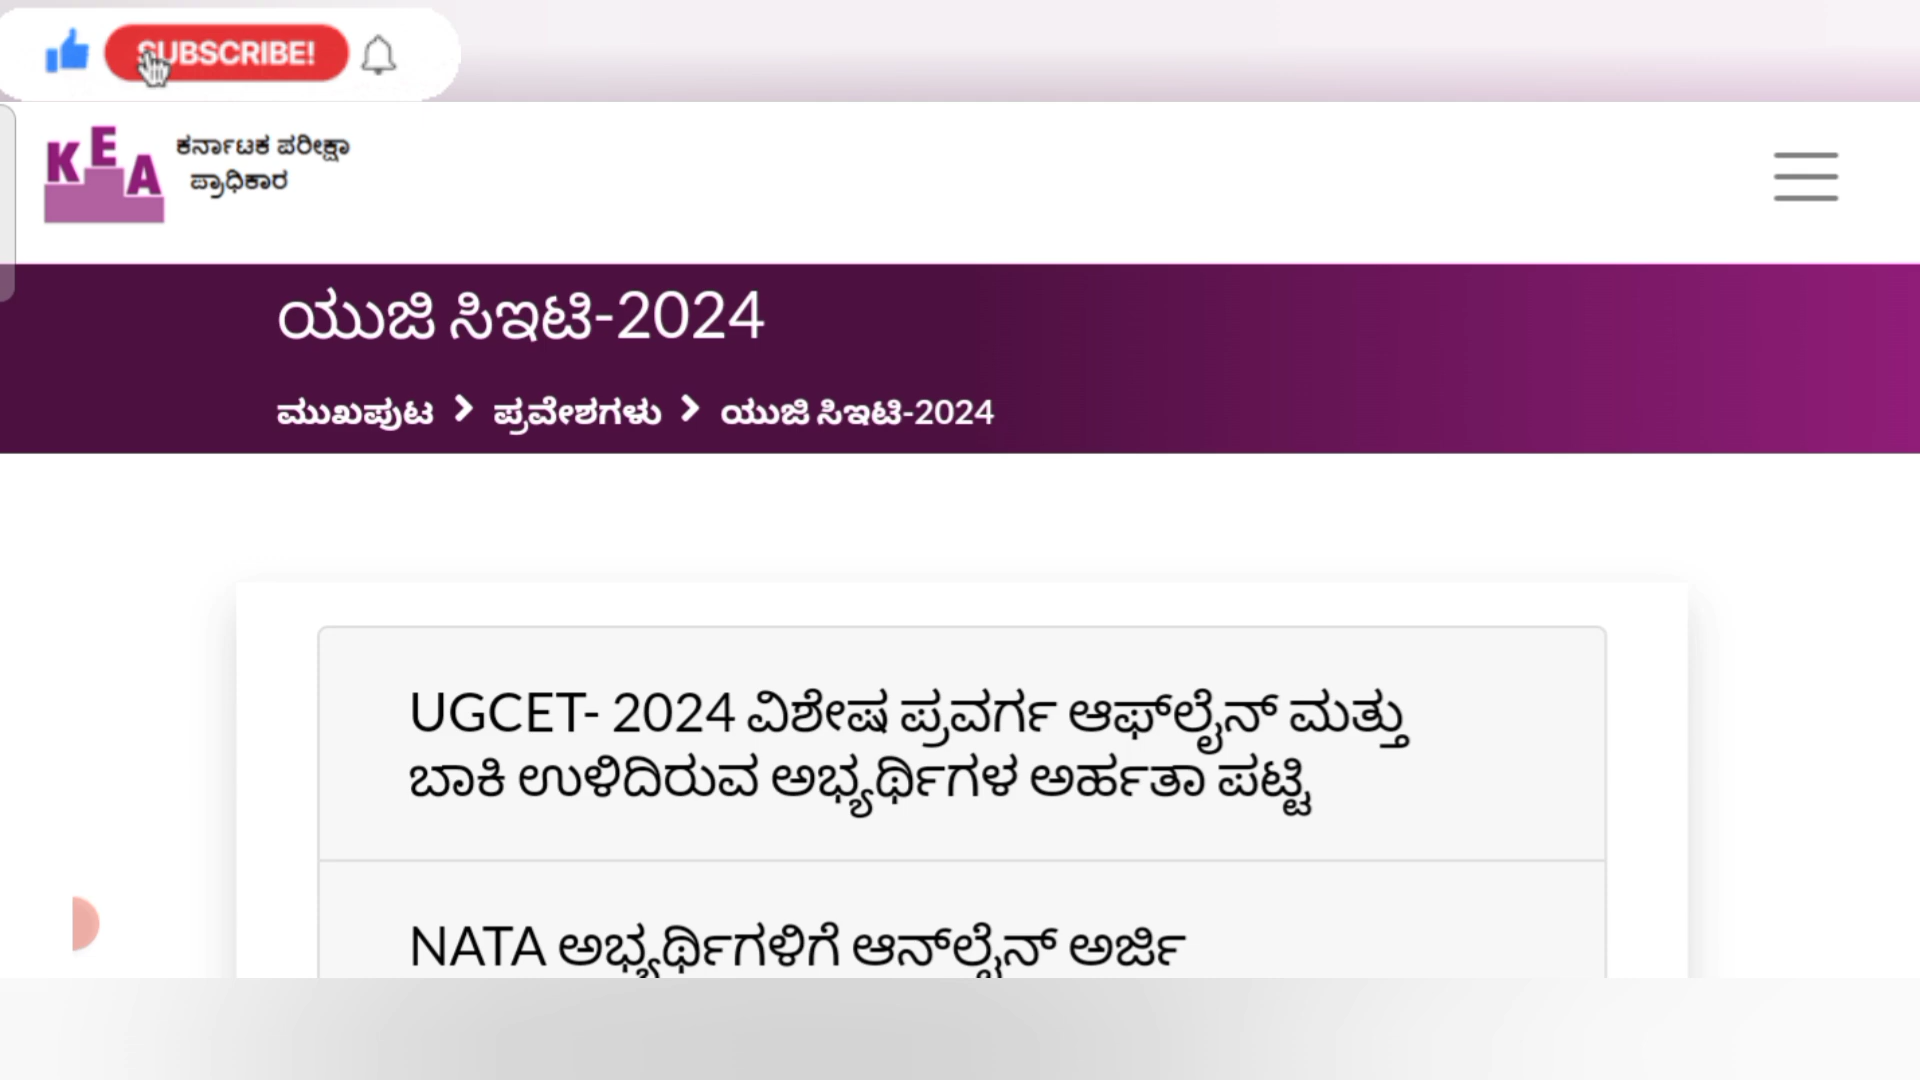 SUBSCRIBE!
KEA
ಕರ್ನಾಟಕ ಪರೀಕ್ಷಾ
ಪ್ರಾಧಿಕಾರ
ಯುಜಿ ಸಿಇಟಿ-2024
ಮುಖಪುಟ > ಪ್ರವೇಶಗಳು > ಯುಜಿ ಸಿಇಟಿ-2024
UGCET- 2024 ವಿಶೇಷ ಪ್ರವರ್ಗ ಆಫ್‌ಲೈನ್ ಮತ್ತು
ಬಾಕಿ ಉಳಿದಿರುವ ಅಭ್ಯರ್ಥಿಗಳ ಅರ್ಹತಾ ಪಟ್ಟಿ
NATA ಅಭ್ಯರ್ಥಿಗಳಿಗೆ ಆನ್‌ಲೈನ್ ಅರ್ಜಿ